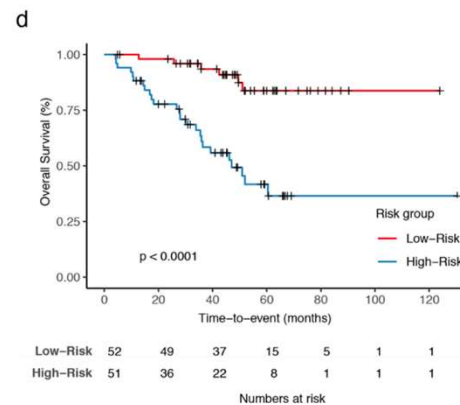 d
1.00
0.75
0.50
0.25
0.00
Overall Survival (%)
p < 0.0001
Risk group
Low−Risk
High−Risk
0 20 40 60 80 100 120
Time−to−event (months)
Low−Risk 52 49 37 15 5 1 1
High−Risk 51 36 22 8 1 1 1
Numbers at risk